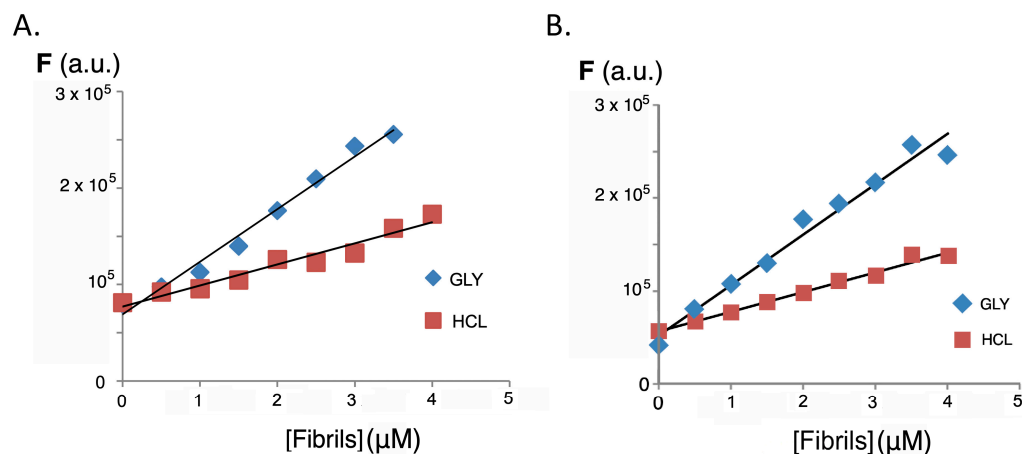 A.
F (a.u.)
3 x 10⁵
2 x 10⁵
10⁵
0
0 1 2 3 4 5
[Fibrils] (μM)
GLY
HCL
B.
F (a.u.)
3 x 10⁵
2 x 10⁵
10⁵
0
0 1 2 3 4 5
[Fibrils] (μM)
GLY
HCL